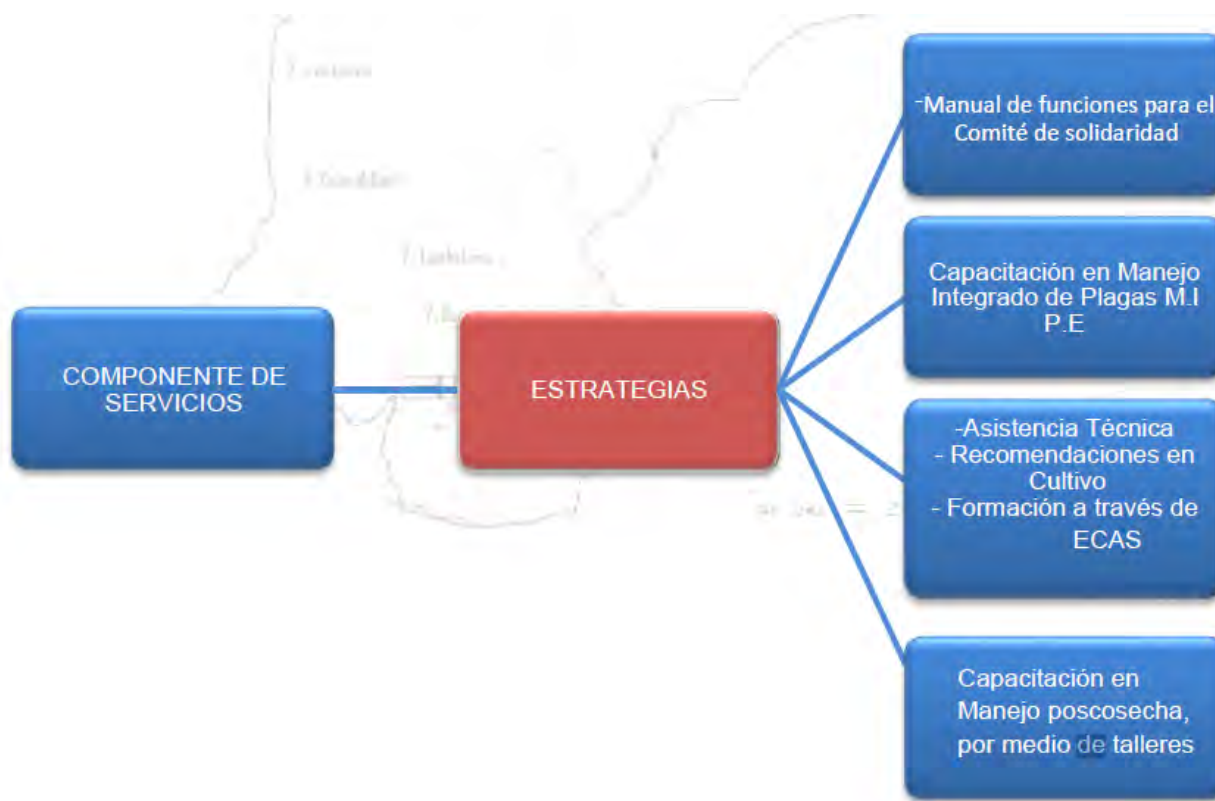 -Manual de funciones para el
Comité de solidaridad
Capacitación en Manejo
Integrado de Plagas M.I
P.E
COMPONENTE DE
SERVICIOS
ESTRATEGIAS
-Asistencia Técnica
- Recomendaciones en
Cultivo
- Formación a través de
ECAS
Capacitación en
Manejo poscosecha,
por medio de talleres